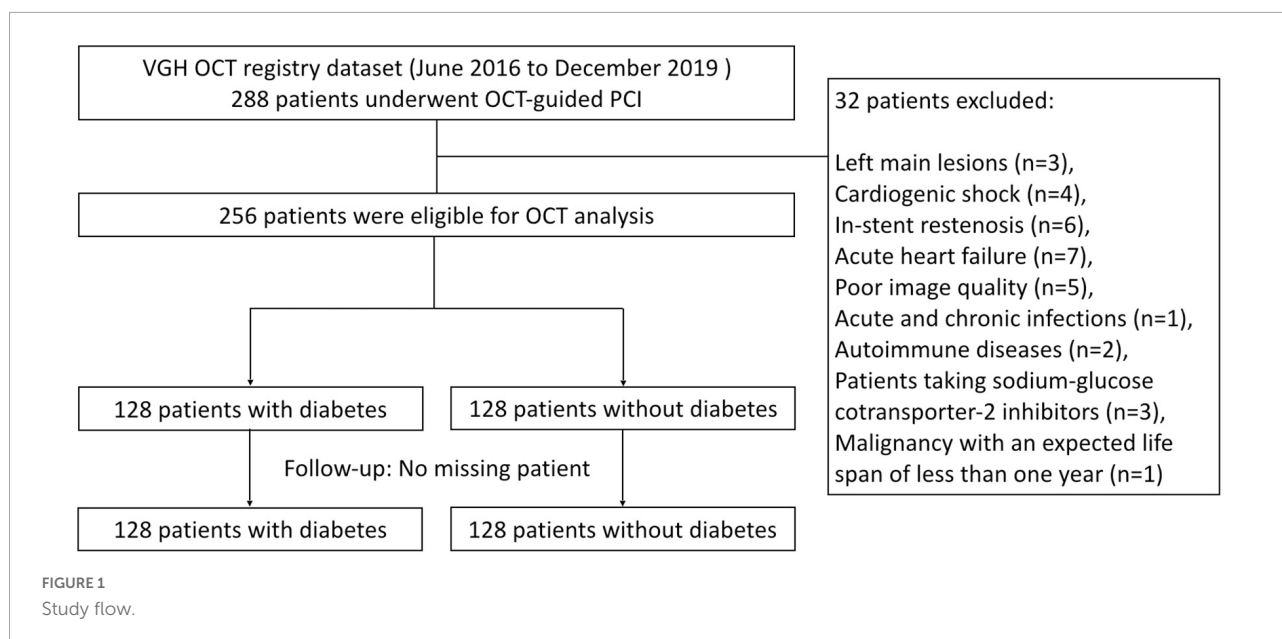 VGH OCT registry dataset (June 2016 to December 2019 )
288 patients underwent OCT-guided PCI
32 patients excluded:
Left main lesions (n=3),
Cardiogenic shock (n=4),
In-stent restenosis (n=6),
Acute heart failure (n=7),
Poor image quality (n=5),
Acute and chronic infections (n=1),
Autoimmune diseases (n=2),
Patients taking sodium-glucose
cotransporter-2 inhibitors (n=3),
Malignancy with an expected life
span of less than one year (n=1)
256 patients were eligible for OCT analysis
128 patients with diabetes
128 patients without diabetes
Follow-up: No missing patient
128 patients with diabetes
128 patients without diabetes
FIGURE 1
Study flow.